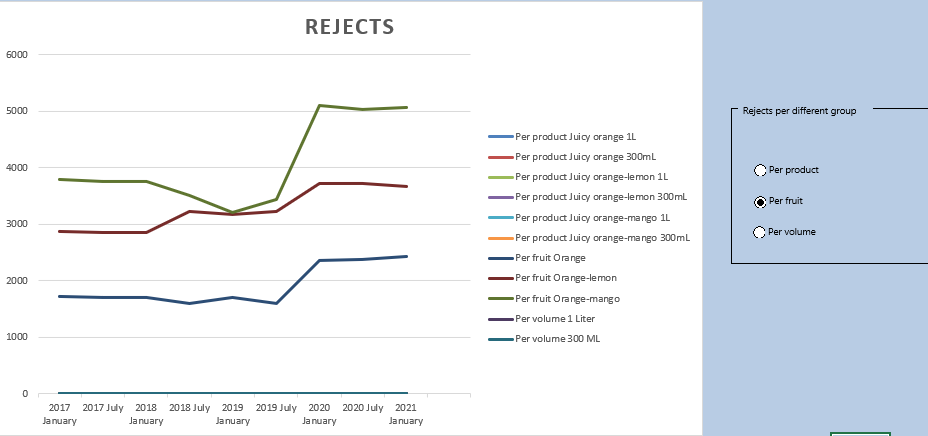 REJECTS
6000
5000
4000
3000
2000
1000
0
2017 January
2017 July
2018 January
2018 July
2019 January
2019 July
2020 January
2020 July
2021 January
Per product Juicy orange 1L
Per product Juicy orange 300mL
Per product Juicy orange-lemon 1L
Per product Juicy orange-lemon 300mL
Per product Juicy orange-mango 1L
Per product Juicy orange-mango 300mL
Per fruit Orange
Per fruit Orange-lemon
Per fruit Orange-mango
Per volume 1 Liter
Per volume 300 ML
Rejects per different group
Per product
Per fruit
Per volume